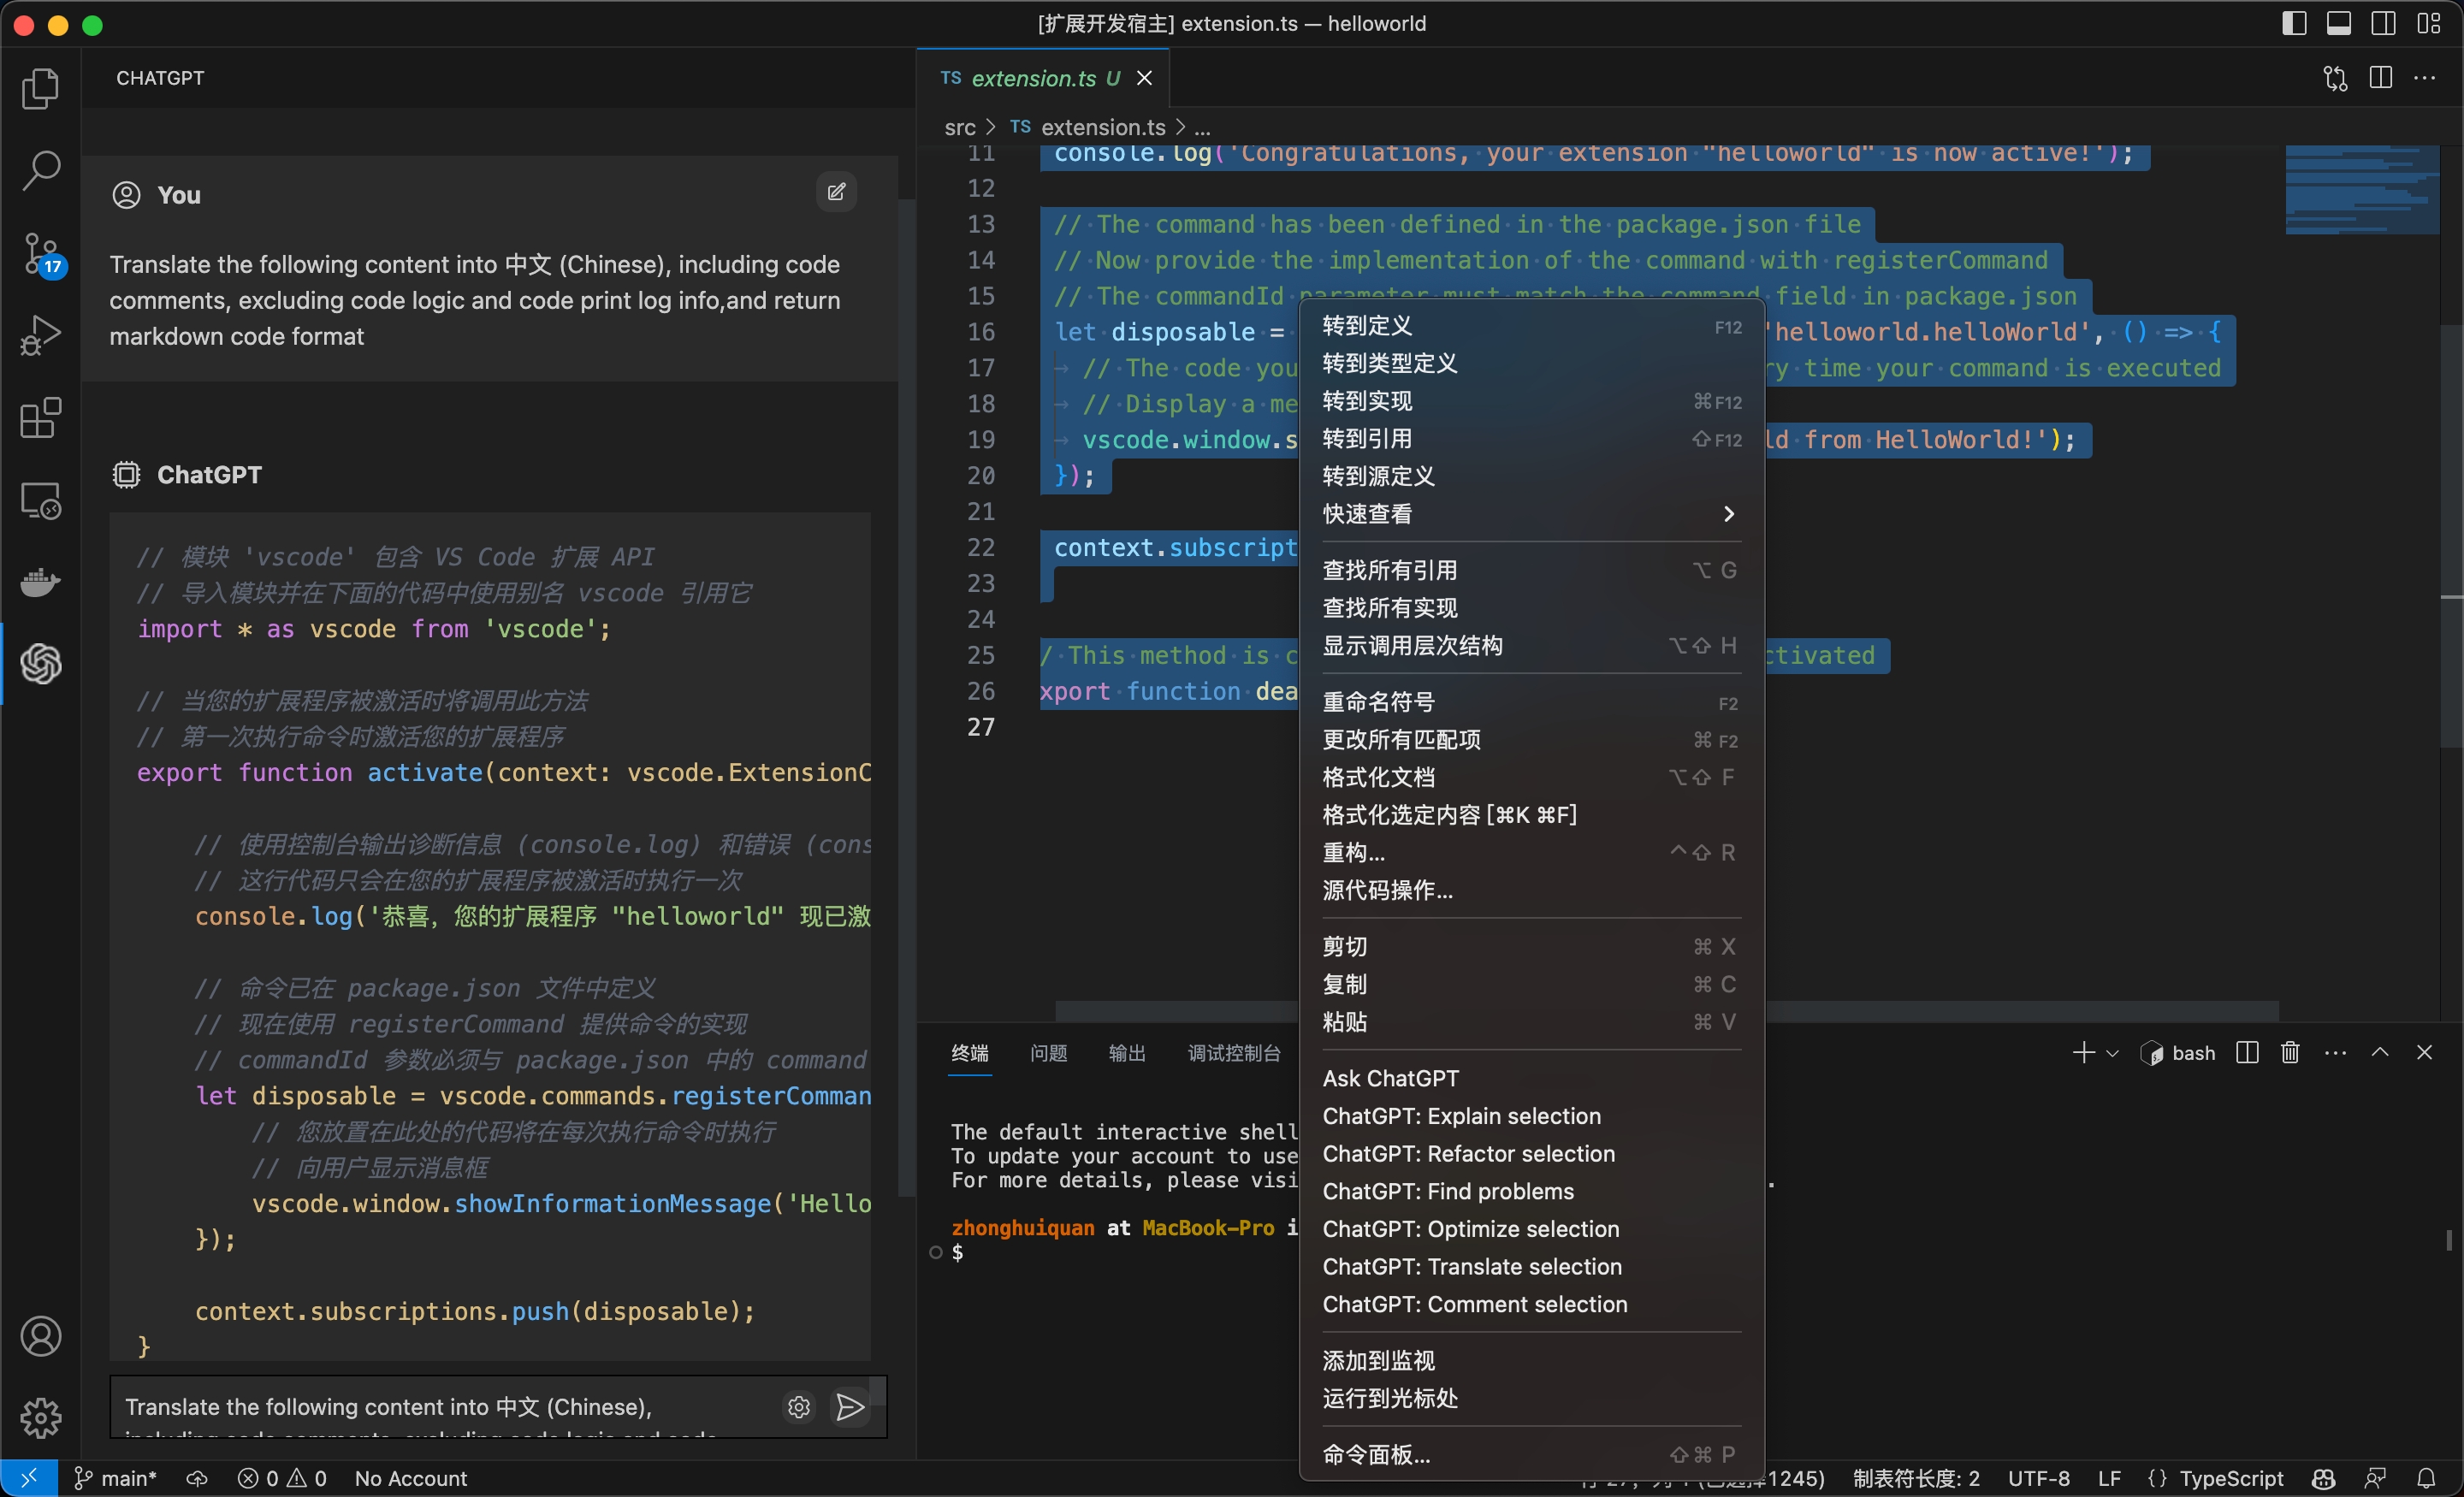 [扩展开发宿主] extension.ts — helloworld
CHATGPT
17
You
Translate the following content into 中文 (Chinese), including code
comments, excluding code logic and code print log info,and return
markdown code format
ChatGPT
// 模块 'vscode' 包含 VS Code 扩展 API
// 导入模块并在下面的代码中使用别名 vscode 引用它
import * as vscode from 'vscode';
// 当您的扩展程序被激活时将调用此方法
// 第一次执行命令时激活您的扩展程序
export function activate(context: vscode.ExtensionC
// 使用控制台输出诊断信息 (console.log) 和错误 (cons
// 这行代码只会在您的扩展程序被激活时执行一次
console.log('恭喜，您的扩展程序 "helloworld" 现已激
// 命令已在 package.json 文件中定义
// 现在使用 registerCommand 提供命令的实现
// commandId 参数必须与 package.json 中的 command
let disposable = vscode.commands.registerComman
// 您放置在此处的代码将在每次执行命令时执行
// 向用户显示消息框
vscode.window.showInformationMessage('Hello
});
context.subscriptions.push(disposable);
}
Translate the following content into 中文 (Chinese),
TS extension.ts U
src > TS extension.ts > ...
11 console.log('Congratulations, your extension "helloworld" is now active!');
12
13 // The command has been defined in the package.json file
14 // Now provide the implementation of the command with registerCommand
15 // The commandId parameter must match the command field in package.json
16 let disposable = 'helloworld.helloWorld', () => {
17 // The code you ry time your command is executed
18 // Display a me
19 vscode.window.s ld from HelloWorld!');
20 });
21
22 context.subscript
23
24
25 / This method is c ctivated
26 xport function dea
27
转到定义 F12
转到类型定义
转到实现 ⌘F12
转到引用 ⇧F12
转到源定义
快速查看 >
查找所有引用 ⌥ G
查找所有实现
显示调用层次结构 ⌥⇧ H
重命名符号 F2
更改所有匹配项 ⌘ F2
格式化文档 ⌥⇧ F
格式化选定内容 [⌘K ⌘F]
重构... ^⇧ R
源代码操作...
剪切 ⌘ X
复制 ⌘ C
粘贴 ⌘ V
Ask ChatGPT
ChatGPT: Explain selection
ChatGPT: Refactor selection
ChatGPT: Find problems
ChatGPT: Optimize selection
ChatGPT: Translate selection
ChatGPT: Comment selection
添加到监视
运行到光标处
命令面板... ⇧⌘ P
终端 问题 输出 调试控制台
bash
The default interactive shell
To update your account to use
For more details, please visi .
zhonghuiquan at MacBook-Pro i
$
main* 0 0 No Account
1245) 制表符长度: 2 UTF-8 LF {} TypeScript